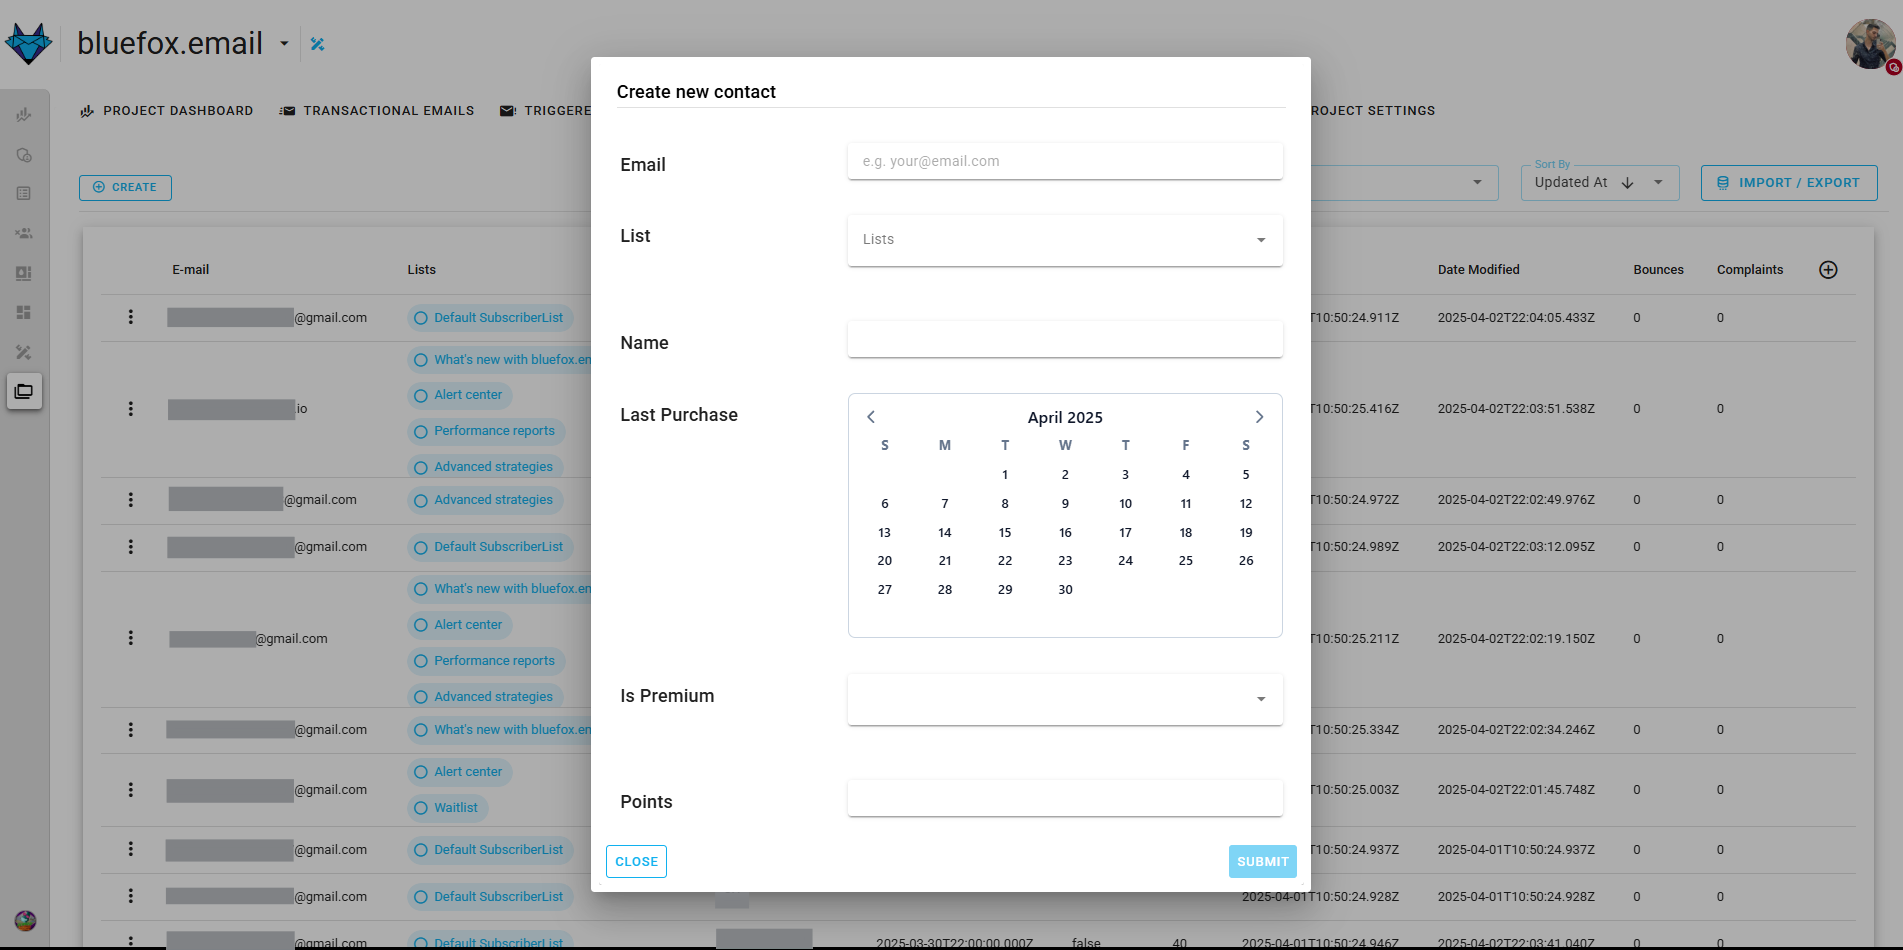 bluefox.email
PROJECT DASHBOARD TRANSACTIONAL EMAILS TRIGGERE ROJECT SETTINGS
CREATE
Sort By
Updated At
IMPORT / EXPORT
E-mail Lists Date Modified Bounces Complaints
@gmail.com Default SubscriberList T10:50:24.911Z 2025-04-02T22:04:05.433Z 0 0
What's new with bluefox.en
Alert center
.io T10:50:25.416Z 2025-04-02T22:03:51.538Z 0 0
Performance reports
Advanced strategies
@gmail.com Advanced strategies T10:50:24.972Z 2025-04-02T22:02:49.976Z 0 0
@gmail.com Default SubscriberList T10:50:24.989Z 2025-04-02T22:03:12.095Z 0 0
What's new with bluefox.en
Alert center
@gmail.com T10:50:25.211Z 2025-04-02T22:02:19.150Z 0 0
Performance reports
Advanced strategies
@gmail.com What's new with bluefox.en T10:50:25.334Z 2025-04-02T22:02:34.246Z 0 0
Alert center
@gmail.com T10:50:25.003Z 2025-04-02T22:01:45.748Z 0 0
Waitlist
@gmail.com Default SubscriberList T10:50:24.937Z 2025-04-01T10:50:24.937Z 0 0
@gmail.com Default SubscriberList 2025-04-01T10:50:24.928Z 2025-04-01T10:50:24.928Z 0 0
@gmail.com Default SubscriberList 2025-03-30T22:00:00.000Z false 40 2025-04-01T10:50:24.946Z 2025-04-02T22:03:41.040Z 0 0
Create new contact
Email
e.g. your@email.com
List
Lists
Name
Last Purchase
April 2025
S M T W T F S
1 2 3 4 5
6 7 8 9 10 11 12
13 14 15 16 17 18 19
20 21 22 23 24 25 26
27 28 29 30
Is Premium
Points
CLOSE SUBMIT